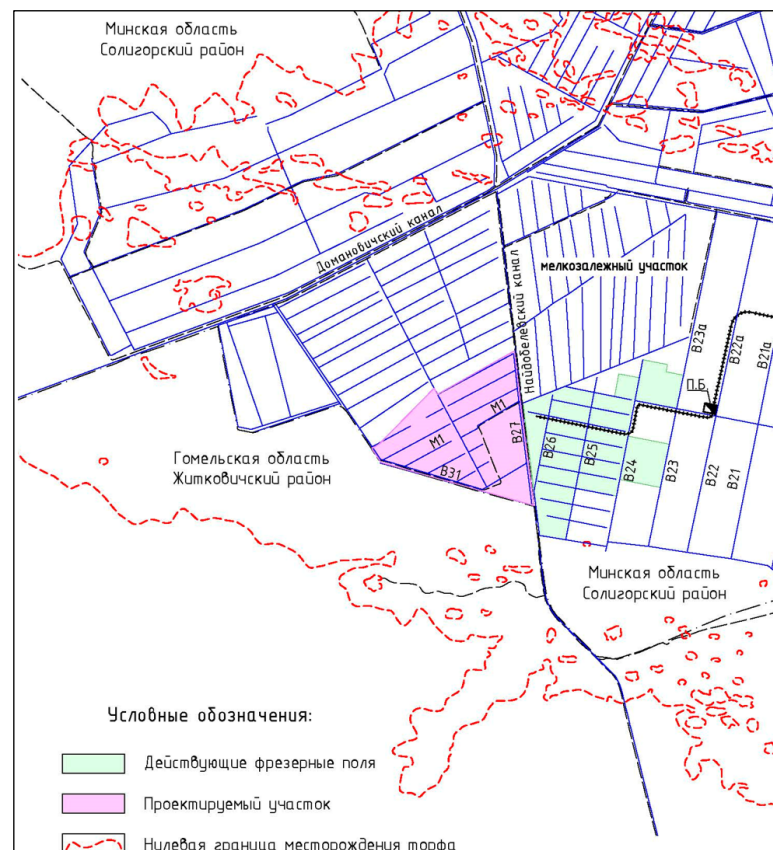 Минская область
Солигорский район
Домановичский канал
Найдобелевский канал
мелкозалежный участок
В23а
В22а
В21а
П.Б.
М1
М1
В27
В31
В26
В25
В24
В23
В22
В21
Гомельская область
Житковичский район
Минская область
Солигорский район
Условные обозначения:
Действующие фрезерные поля
Проектируемый участок
Нулевая граница месторождения торфа